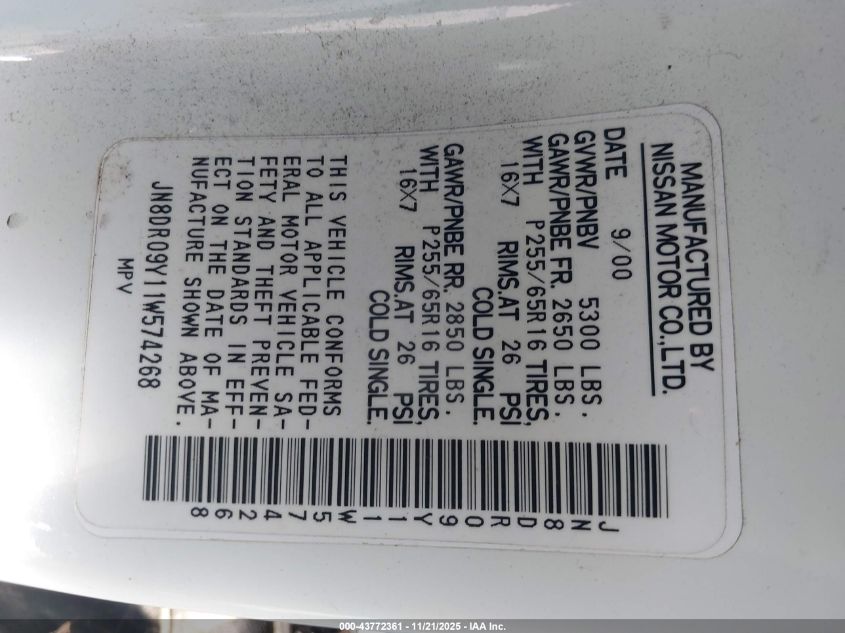 MANUFACTURED BY
NISSAN MOTOR CO.,LTD.
DATE 9/00
GVWR/PNBV 5300 LBS.
GAWR/PNBE FR. 2650 LBS.
WITH P255/65R16 TIRES,
16X7 RIMS.AT 26 PSI
COLD SINGLE.
GAWR/PNBE RR. 2850 LBS.
WITH P255/65R16 TIRES,
16X7 RIMS.AT 26 PSI
COLD SINGLE.
THIS VEHICLE CONFORMS
TO ALL APPLICABLE FED-
ERAL MOTOR VEHICLE SA-
FETY AND THEFT PREVEN-
TION STANDARDS IN EFF-
ECT ON THE DATE OF MA-
NUFACTURE SHOWN ABOVE.
JN8DR09Y11W574268
MPV
JN8DR09Y11W574268
000-43772361 - 11/21/2025 - IAA Inc.